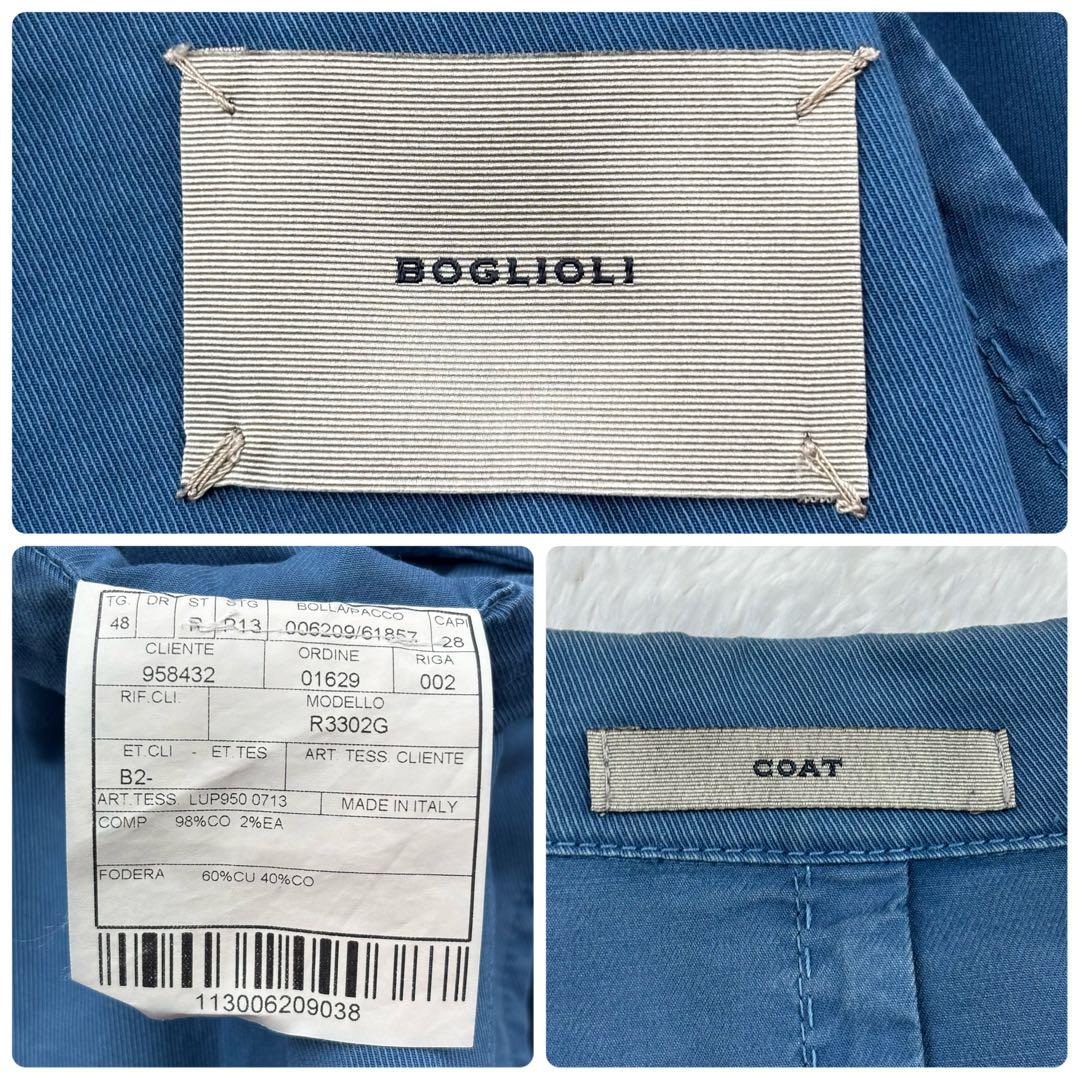 BOGLIOLI
TG. DR ST STG BOLLA/PACCO CAPI
48 R P13 006209/61857 28
CLIENTE ORDINE RIGA
958432 01629 002
RIF.CLI. MODELLO
R3302G
ET CLI - ET.TES ART. TESS. CLIENTE
B2-
ART.TESS. LUP950 0713 MADE IN ITALY
COMP 98%CO 2%EA
FODERA 60%CU 40%CO
113006209038
COAT